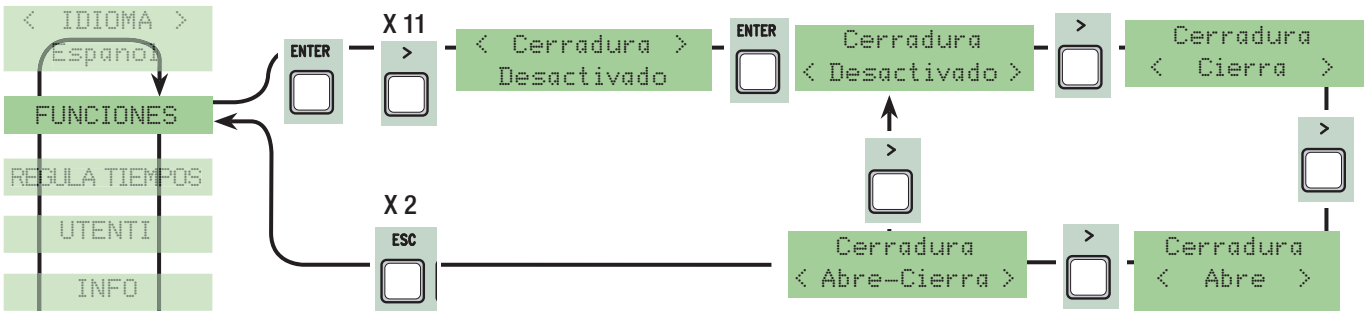 < IDIOMA >
Espanol
FUNCIONES
REGULA TIEMPOS
UTENTI
INFO
ENTER
X 11
>
< Cerradura >
Desactivado
ENTER
Cerradura
< Desactivado >
>
Cerradura
< Cierra >
>
>
X 2
ESC
Cerradura
< Abre-Cierra >
>
Cerradura
< Abre >